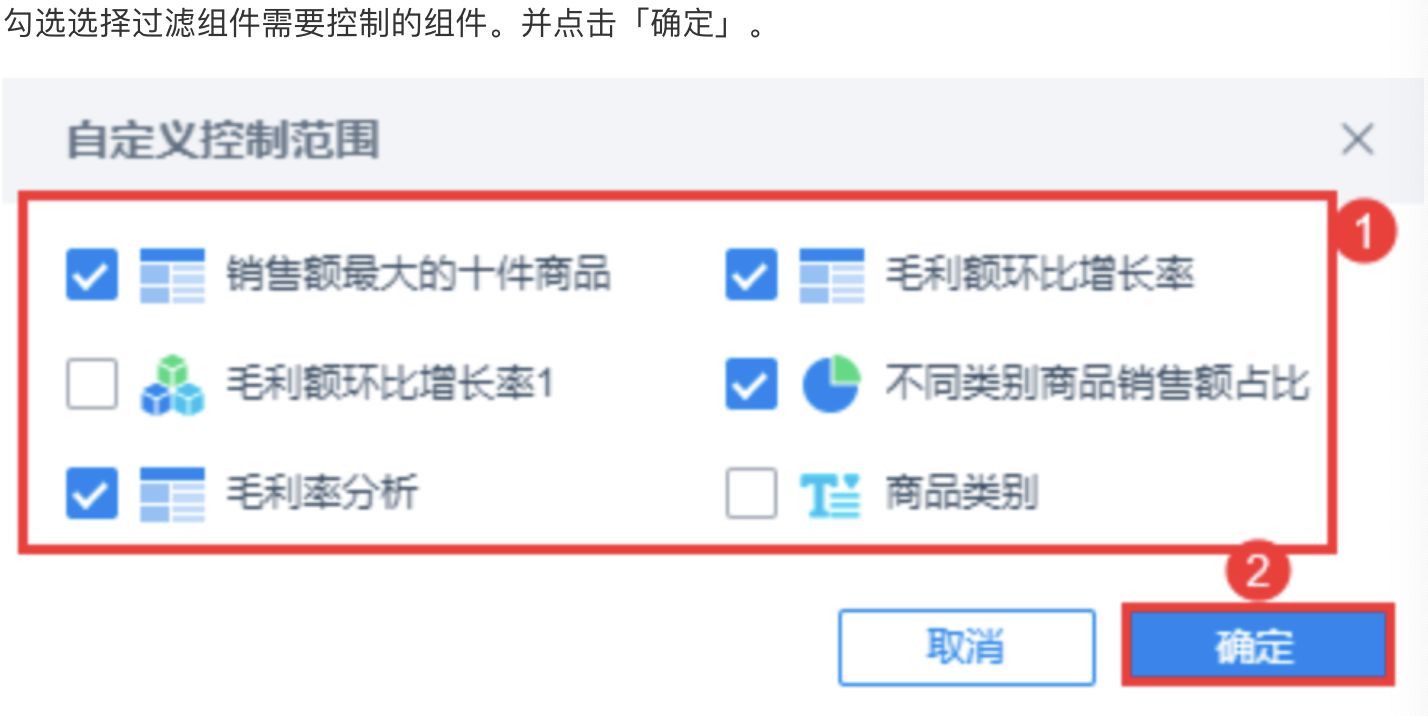 勾选选择过滤组件需要控制的组件。并点击「确定」。
自定义控制范围
1
销售额最大的十件商品
毛利额环比增长率
毛利额环比增长率1
不同类别商品销售额占比
毛利率分析
商品类别
2
取消
确定